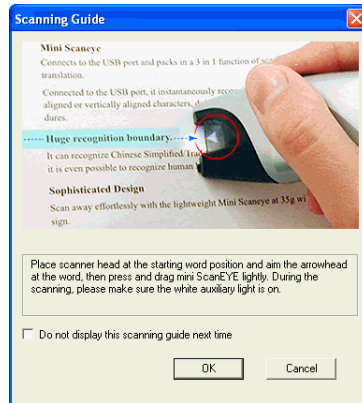 Scanning Guide
Mini Scaneye
Connects to the USB port and packs in a 3 in 1 function of
translation.
Connected to the USB port, it instantaneously
aligned or vertically aligned characters,
dures.
Huge recognition boundary.
It can recognize Chinese Simplified/
it is even possible to recognize human
Sophisticated Design
Scan away effortlessly with the lightweight Mini Scaneye at 35g
sign.
Place scanner head at the starting word position and aim the arrowhead
at the word, then press and drag mini ScanEYE lightly. During the
scanning, please make sure the white auxiliary light is on.
Do not display this scanning guide next time
OK
Cancel